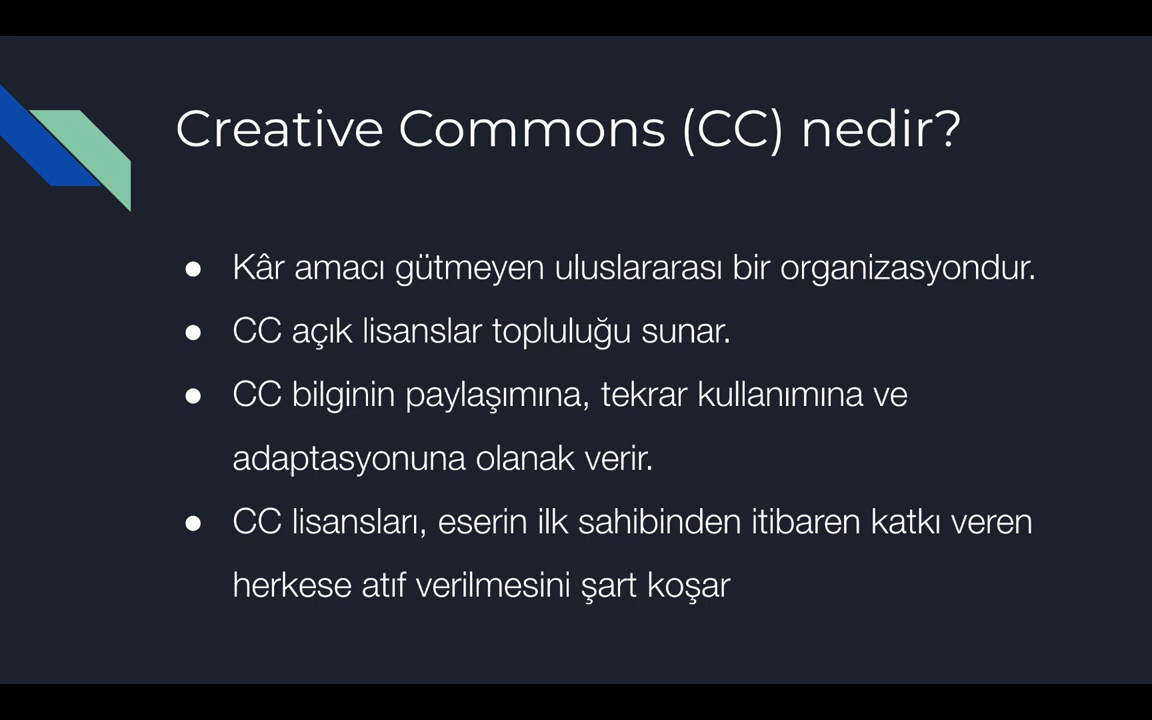 Creative Commons (CC) nedir?
● Kâr amacı gütmeyen uluslararası bir organizasyondur.
● CC açık lisanslar topluluğu sunar.
● CC bilginin paylaşımına, tekrar kullanımına ve
adaptasyonuna olanak verir.
● CC lisansları, eserin ilk sahibinden itibaren katkı veren
herkese atıf verilmesini şart koşar